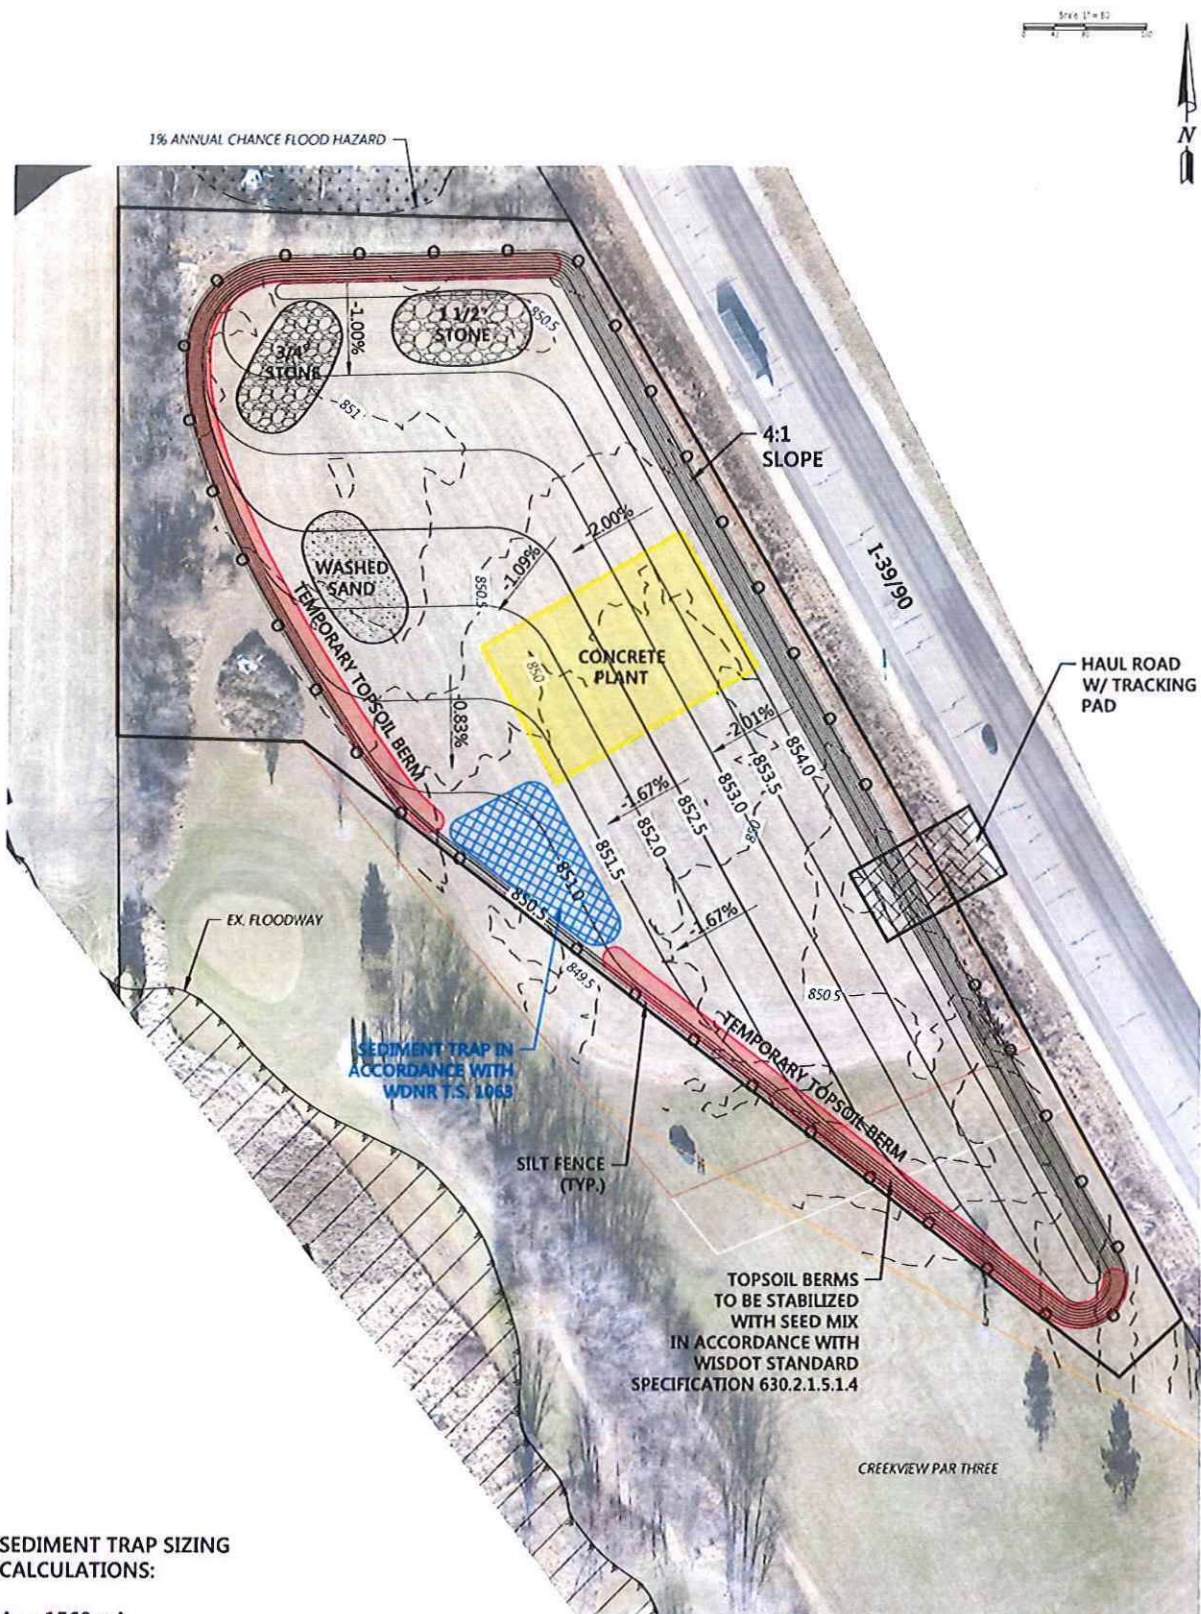 Scale: 1" = 80'
N
1% ANNUAL CHANCE FLOOD HAZARD
1 1/2"
STONE
850.5
-1.00%
3/4"
STONE
851
4:1
SLOPE
-2.00%
-1.09%
I-39/90
WASHED
SAND
850.5
TEMPORARY TOPSOIL BERM
CONCRETE
PLANT
850
HAUL ROAD
W/ TRACKING
PAD
-0.83%
-2.01%
854.0
853.5
853.0
850
-1.67%
852.5
852.0
851.5
851.0
850.5
-1.67%
EX. FLOODWAY
849.5
850.5
SEDIMENT TRAP IN
ACCORDANCE WITH
WDNR T.S. 1063
TEMPORARY TOPSOIL BERM
SILT FENCE
(TYP.)
TOPSOIL BERMS
TO BE STABILIZED
WITH SEED MIX
IN ACCORDANCE WITH
WISDOT STANDARD
SPECIFICATION 630.2.1.5.1.4
CREEKVIEW PAR THREE
SEDIMENT TRAP SIZING
CALCULATIONS: